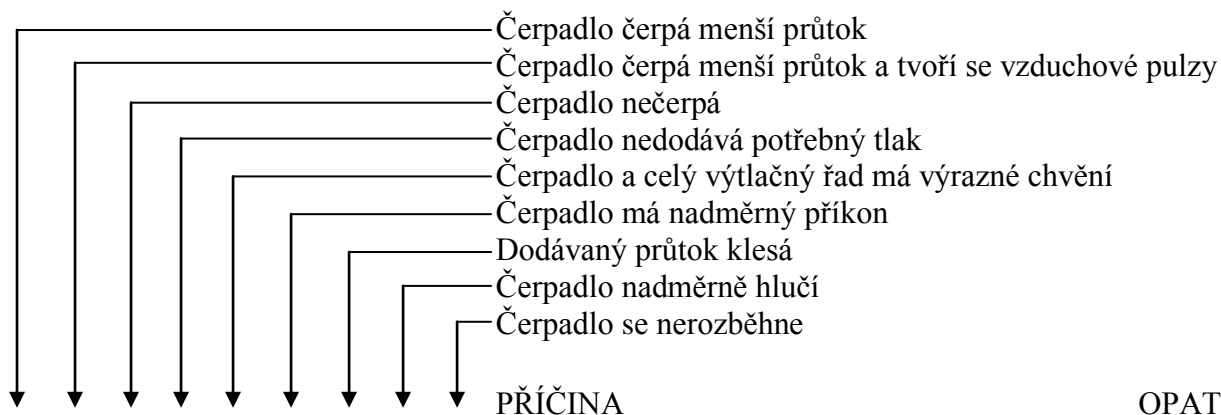 Čerpadlo čerpá menší průtok
Čerpadlo čerpá menší průtok a tvoří se vzduchové pulzy
Čerpadlo nečerpá
Čerpadlo nedodává potřebný tlak
Čerpadlo a celý výtlačný řad má výrazné chvění
Čerpadlo má nadměrný příkon
Dodávaný průtok klesá
Čerpadlo nadměrně hlučí
Čerpadlo se nerozběhne
PŘÍČINA OPAT